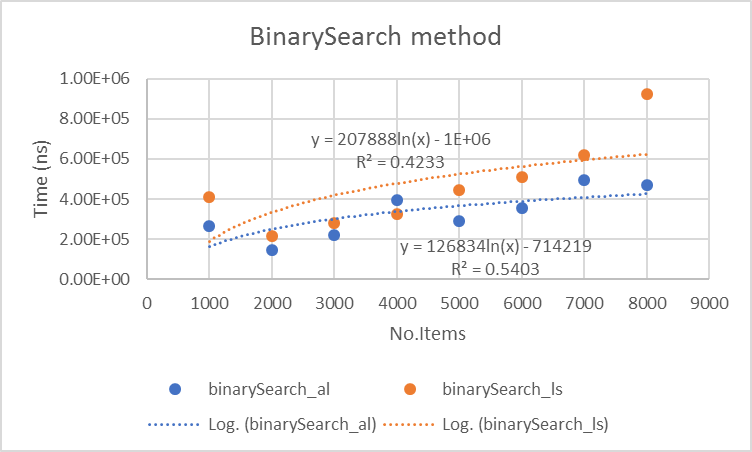 BinarySearch method
1.00E+06
8.00E+05
6.00E+05
4.00E+05
2.00E+05
0.00E+00
Time (ns)
y = 207888ln(x) - 1E+06
R² = 0.4233
y = 126834ln(x) - 714219
R² = 0.5403
0 1000 2000 3000 4000 5000 6000 7000 8000 9000
No.Items
binarySearch_al binarySearch_ls
Log. (binarySearch_al) Log. (binarySearch_ls)